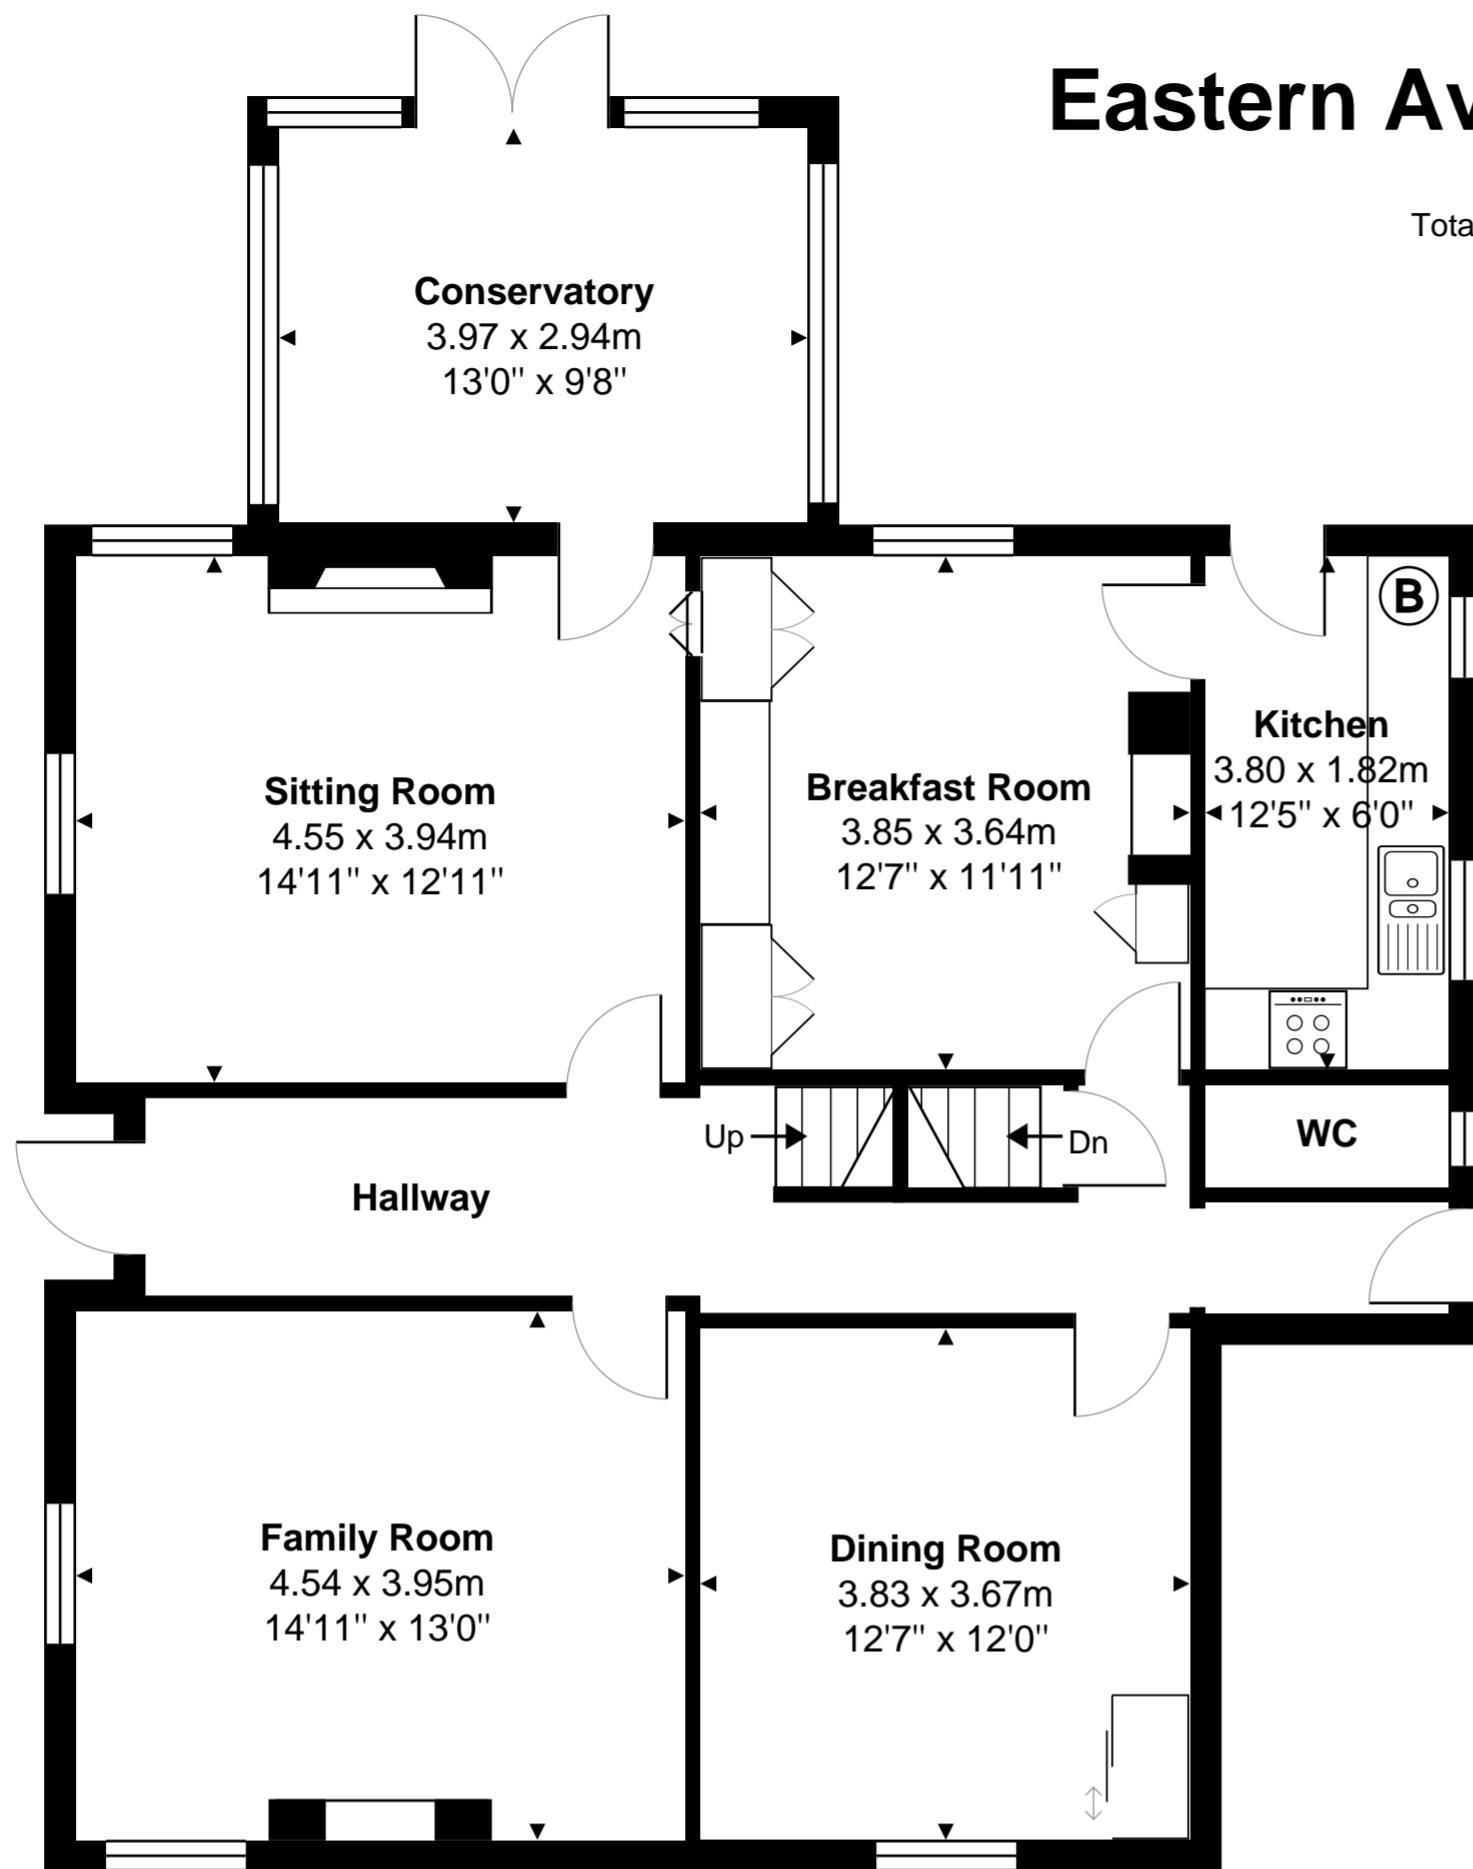 Eastern Av
Tota
Conservatory
3.97 x 2.94m
13'0" x 9'8"
B
Kitchen
3.80 x 1.82m
12'5" x 6'0"
Sitting Room
4.55 x 3.94m
14'11" x 12'11"
Breakfast Room
3.85 x 3.64m
12'7" x 11'11"
Up
Dn
WC
Hallway
Family Room
4.54 x 3.95m
14'11" x 13'0"
Dining Room
3.83 x 3.67m
12'7" x 12'0"